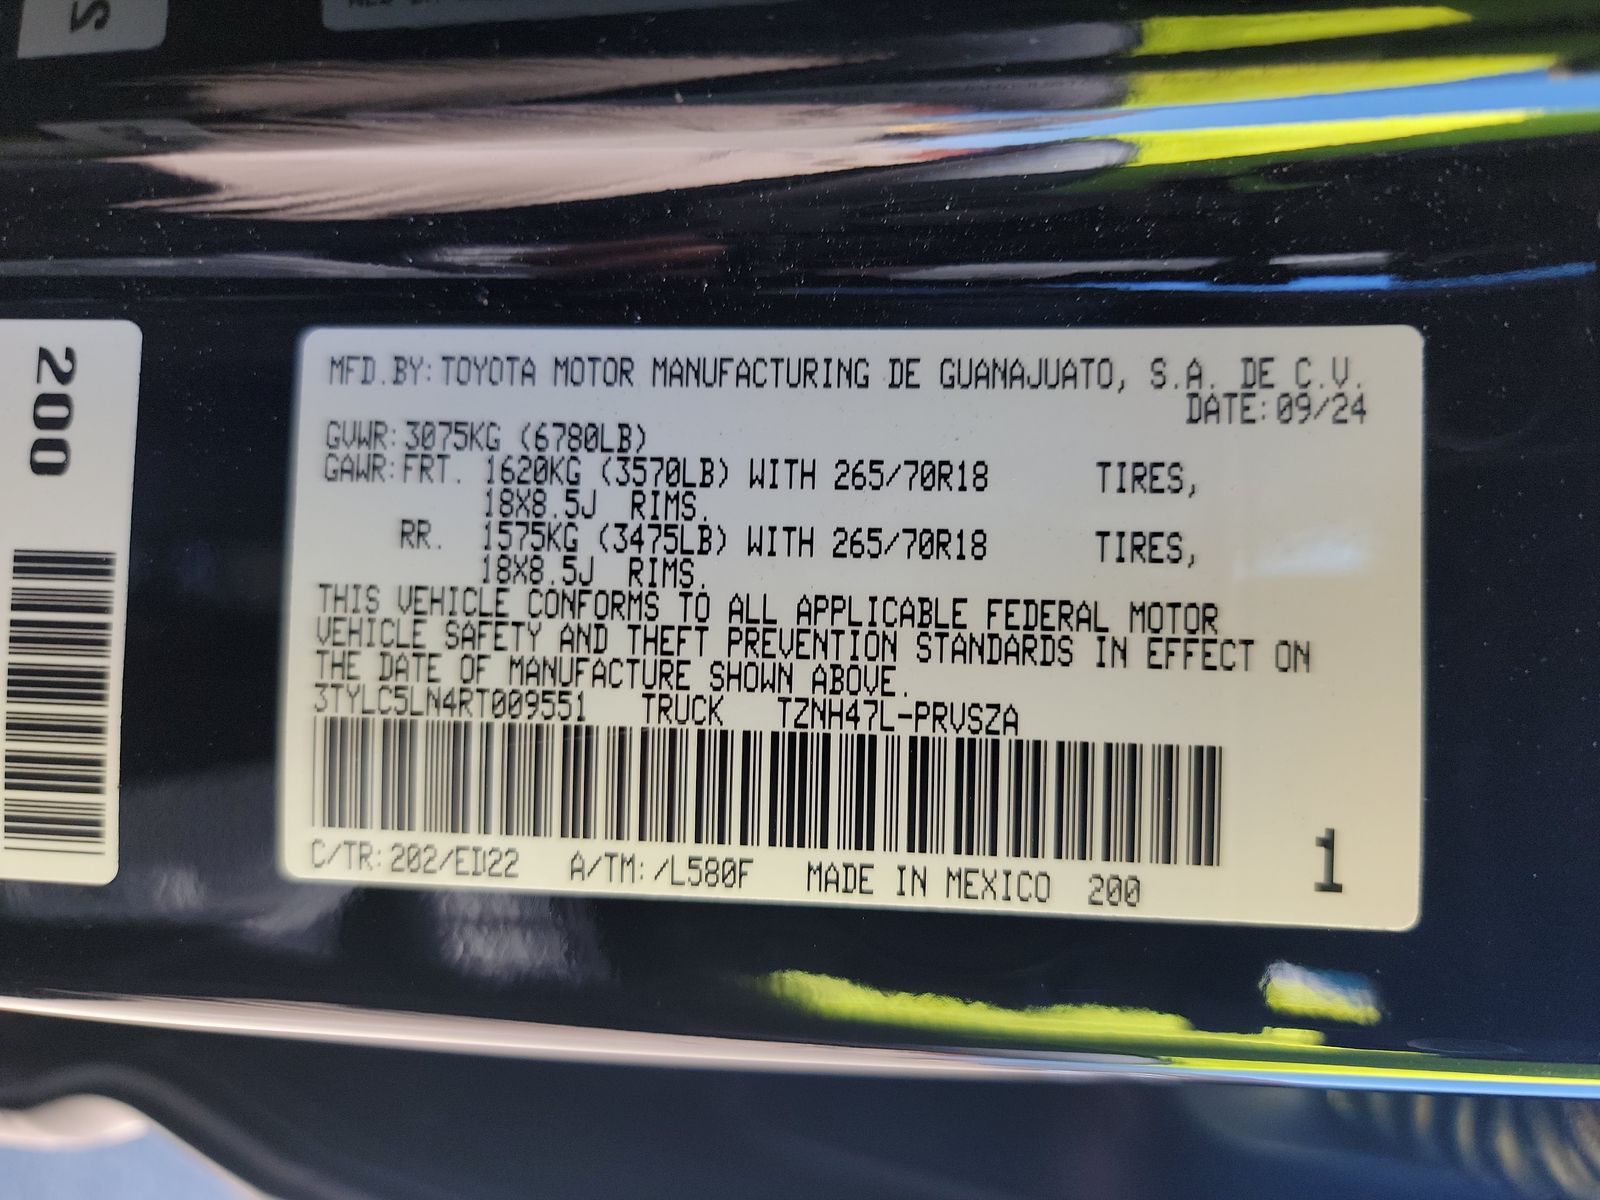 MFD.BY:TOYOTA MOTOR MANUFACTURING DE GUANAJUATO, S.A. DE C.V.
DATE:09/24
GVWR:3075KG (6780LB)
GAWR:FRT. 1620KG (3570LB) WITH 265/70R18 TIRES,
18X8.5J RIMS.
RR. 1575KG (3475LB) WITH 265/70R18 TIRES,
18X8.5J RIMS.
THIS VEHICLE CONFORMS TO ALL APPLICABLE FEDERAL MOTOR
VEHICLE SAFETY AND THEFT PREVENTION STANDARDS IN EFFECT ON
THE DATE OF MANUFACTURE SHOWN ABOVE.
3TYLC5LN4RT009551 TRUCK TZNH47L-PRVSZA
C/TR:202/ED22 A/TM:/L580F MADE IN MEXICO 200
1
200
S